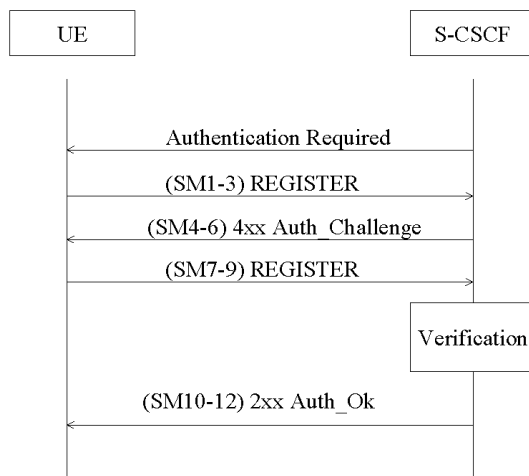 UE
S-CSCF
Authentication Required
(SM1-3) REGISTER
(SM4-6) 4xx Auth_Challenge
(SM7-9) REGISTER
Verification
(SM10-12) 2xx Auth_Ok